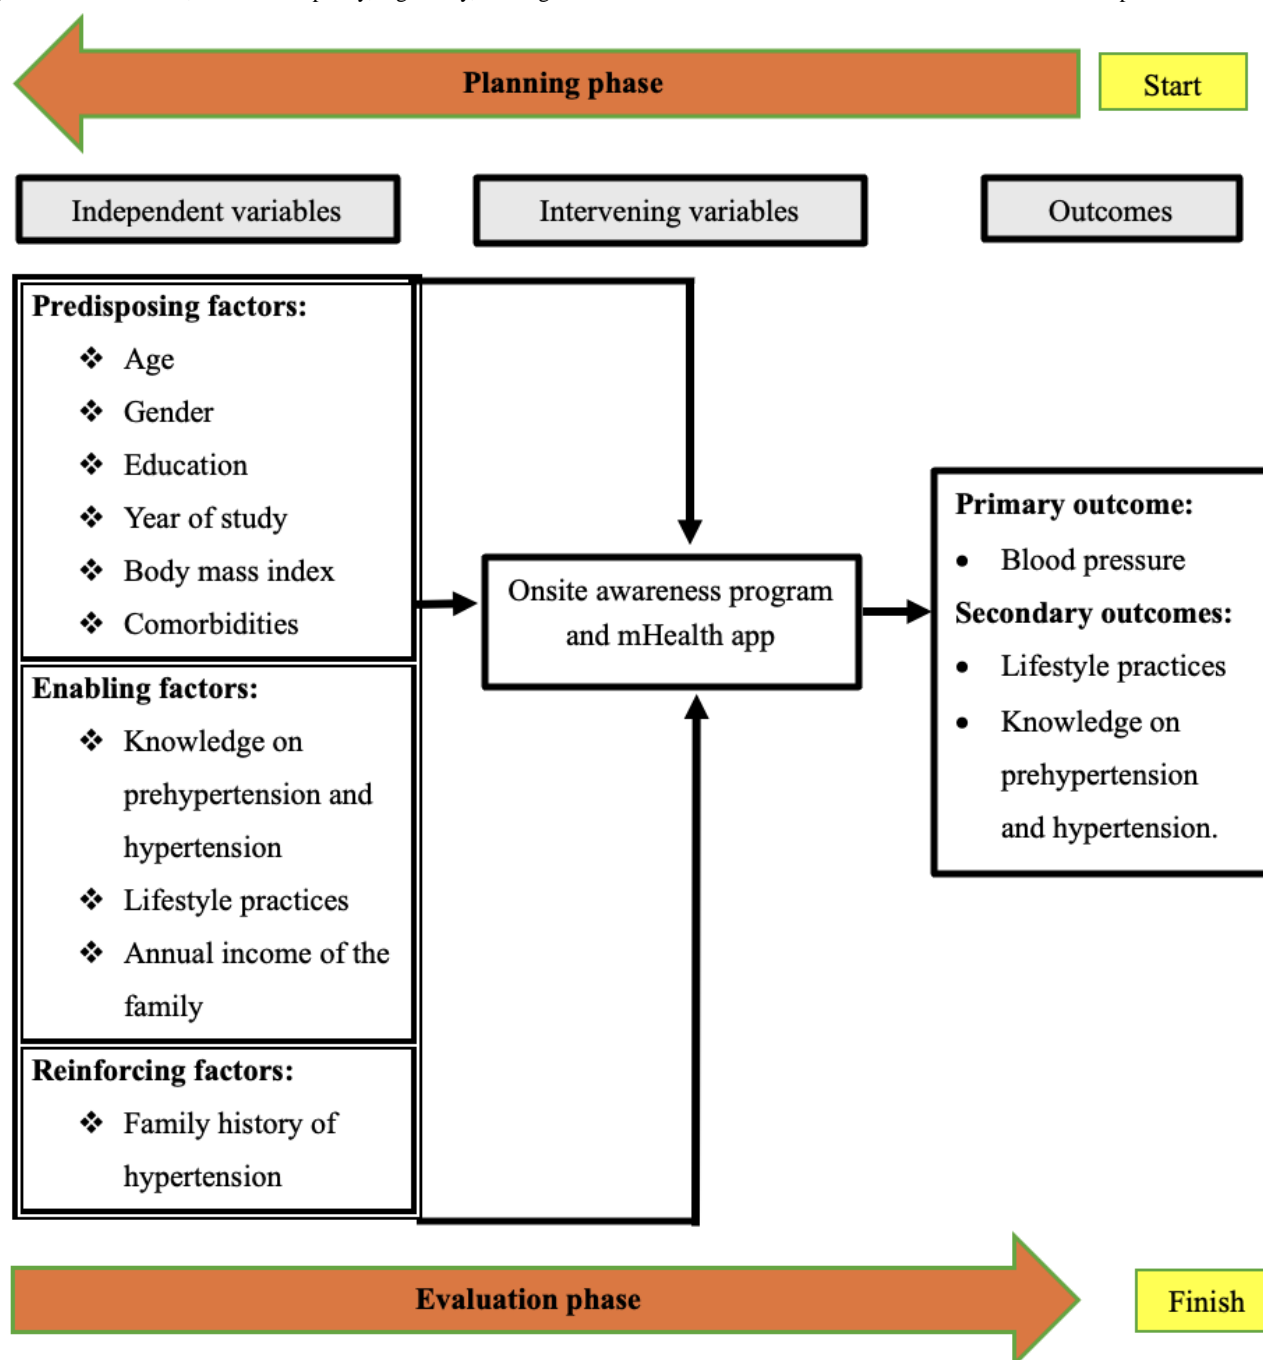 Planning phase
Start
Independent variables
Intervening variables
Outcomes
Predisposing factors:
❖ Age
❖ Gender
❖ Education
❖ Year of study
❖ Body mass index
❖ Comorbidities
Enabling factors:
❖ Knowledge on
prehypertension and
hypertension
❖ Lifestyle practices
❖ Annual income of the
family
Reinforcing factors:
❖ Family history of
hypertension
Onsite awareness program
and mHealth app
Primary outcome:
• Blood pressure
Secondary outcomes:
• Lifestyle practices
• Knowledge on
prehypertension
and hypertension.
Evaluation phase
Finish